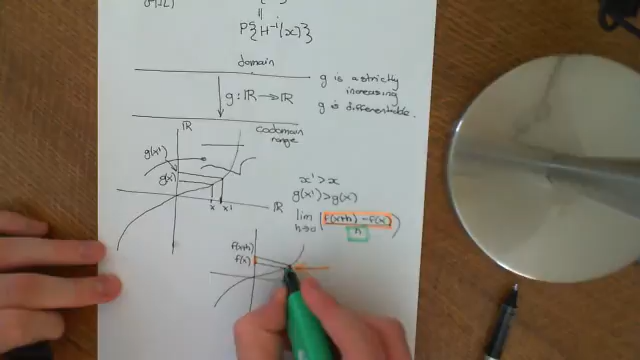 P{H⁻¹(x)}
domain
g is a strictly
increasing
g : ℝ → ℝ
g is differentiable.
codomain
range
ℝ
g(x')
g(x)
x x' ℝ
x' > x
g(x') > g(x)
lim h→0 ( f(x+h) - f(x) / h )
f(x+h)
f(x)